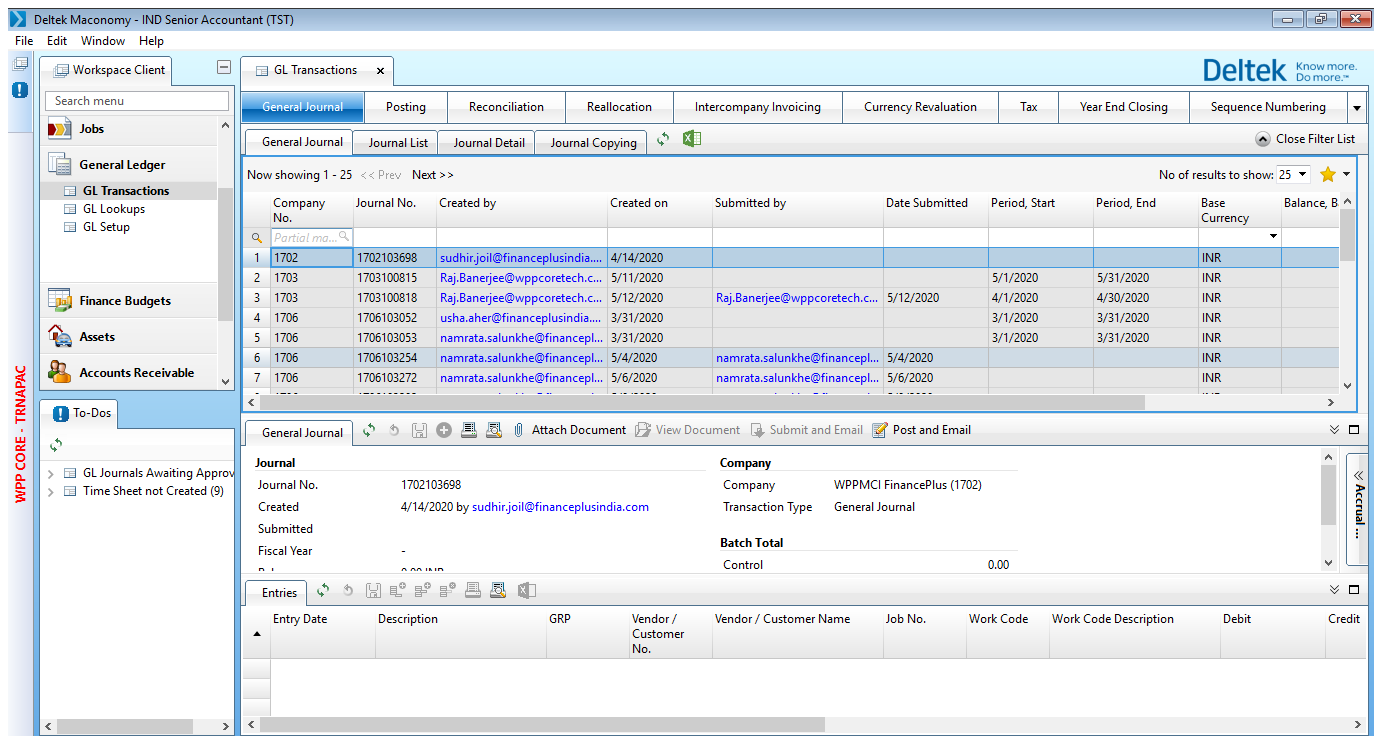 Deltek Maconomy - IND Senior Accountant (TST)
File Edit Window Help
Workspace Client
Search menu
Jobs
General Ledger
GL Transactions
GL Lookups
GL Setup
Finance Budgets
Assets
Accounts Receivable
To-Dos
GL Journals Awaiting Approv
Time Sheet not Created (9)
WPP CORE - TRNAPAC
GL Transactions
Deltek Know more. Do more.™
General Journal Posting Reconciliation Reallocation Intercompany Invoicing Currency Revaluation Tax Year End Closing Sequence Numbering
General Journal Journal List Journal Detail Journal Copying Close Filter List
Now showing 1 - 25 << Prev Next >> No of results to show: 25
Company No. Journal No. Created by Created on Submitted by Date Submitted Period, Start Period, End Base Currency Balance, B
Partial ma...
1 1702 1702103698 sudhir.joil@financeplusindia.... 4/14/2020 INR
2 1703 1703100815 Raj.Banerjee@wppcoretech.c... 5/11/2020 5/1/2020 5/31/2020 INR
3 1703 1703100818 Raj.Banerjee@wppcoretech.c... 5/12/2020 Raj.Banerjee@wppcoretech.c... 5/12/2020 4/1/2020 4/30/2020 INR
4 1706 1706103052 usha.aher@financeplusindia.... 3/31/2020 3/1/2020 3/31/2020 INR
5 1706 1706103053 namrata.salunkhe@financepl... 3/31/2020 3/1/2020 3/31/2020 INR
6 1706 1706103254 namrata.salunkhe@financepl... 5/4/2020 namrata.salunkhe@financepl... 5/4/2020 INR
7 1706 1706103272 namrata.salunkhe@financepl... 5/6/2020 namrata.salunkhe@financepl... 5/6/2020 INR
General Journal Attach Document View Document Submit and Email Post and Email
Journal Company
Journal No. 1702103698 Company WPPMCI FinancePlus (1702)
Created 4/14/2020 by sudhir.joil@financeplusindia.com Transaction Type General Journal
Submitted
Batch Total
Fiscal Year -
Control 0.00
Accrual ...
Entries
Entry Date Description GRP Vendor / Customer No. Vendor / Customer Name Job No. Work Code Work Code Description Debit Credit